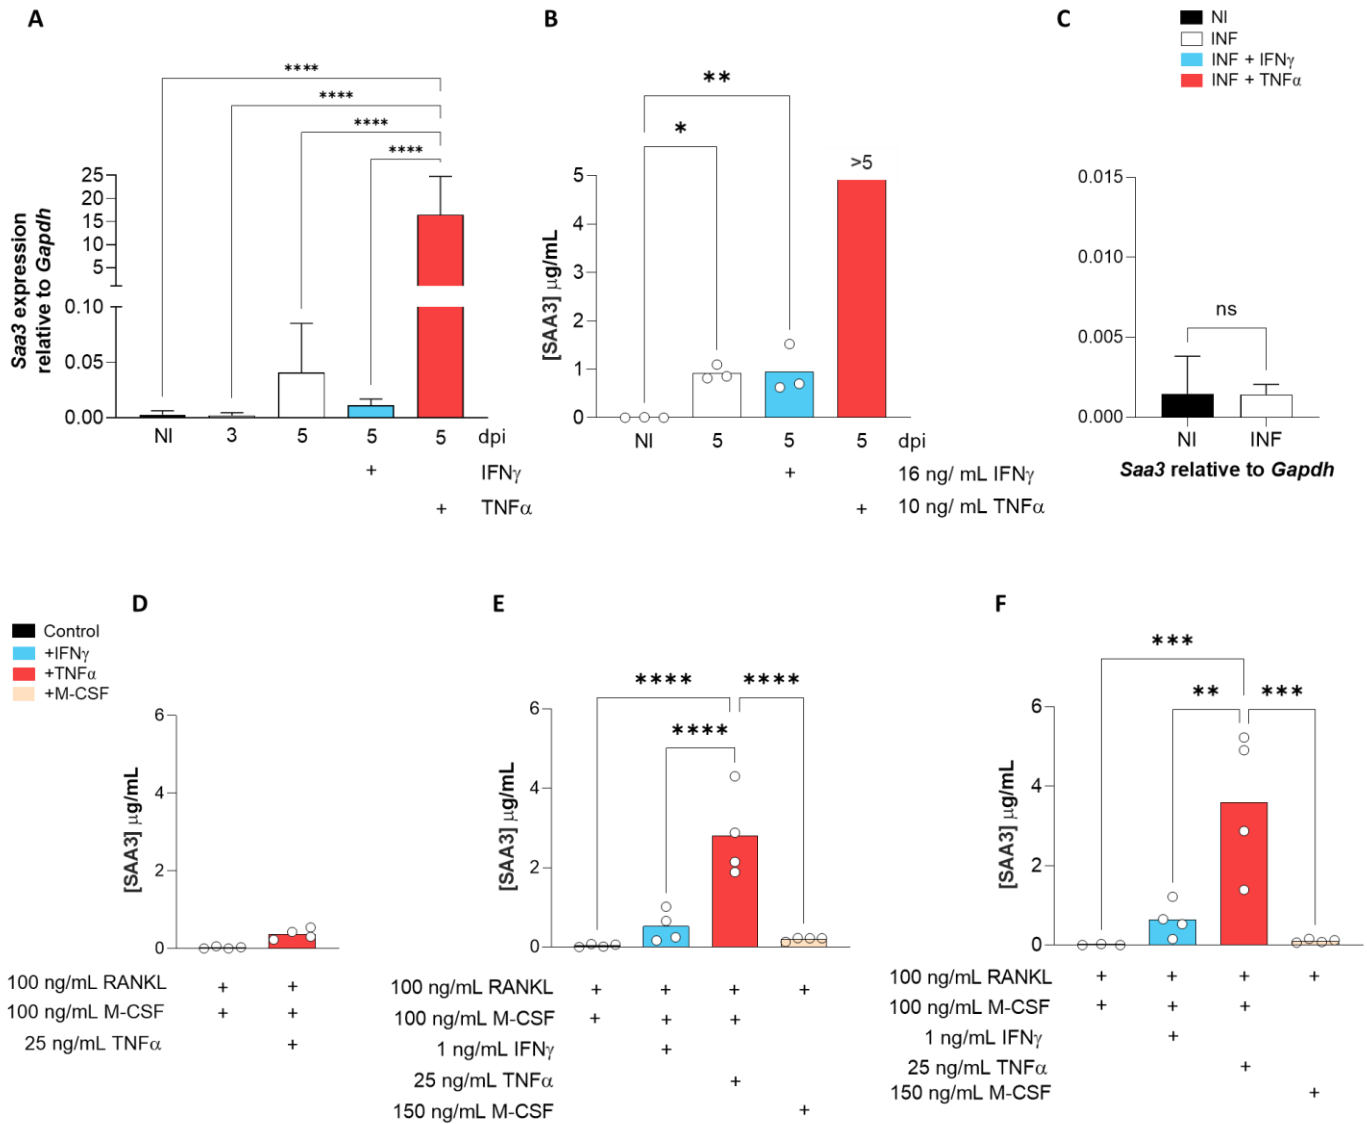 A
****
****
****
****
Saa3 expression
relative to Gapdh
25
20
15
10
5
0.10
0.05
0.00
NI 3 5 5 5 dpi
+ IFNγ
+ TNFα
B
**
*
>5
[SAA3] μg/mL
5
4
3
2
1
0
NI 5 5 5 dpi
+ 16 ng/ mL IFNγ
+ 10 ng/ mL TNFα
C
NI
INF
INF + IFNγ
INF + TNFα
0.015
0.010
0.005
0.000
ns
NI INF
Saa3 relative to Gapdh
Control
+IFNγ
+TNFα
+M-CSF
D
[SAA3] μg/mL
6
4
2
0
100 ng/mL RANKL + +
100 ng/mL M-CSF + +
25 ng/mL TNFα +
E
**** ****
****
[SAA3] μg/mL
6
4
2
0
100 ng/mL RANKL + + + +
100 ng/mL M-CSF + + +
1 ng/mL IFNγ +
25 ng/mL TNFα +
150 ng/mL M-CSF +
F
***
** ***
[SAA3] μg/mL
6
4
2
0
100 ng/mL RANKL + + + +
100 ng/mL M-CSF + + +
1 ng/mL IFNγ +
25 ng/mL TNFα +
150 ng/mL M-CSF +